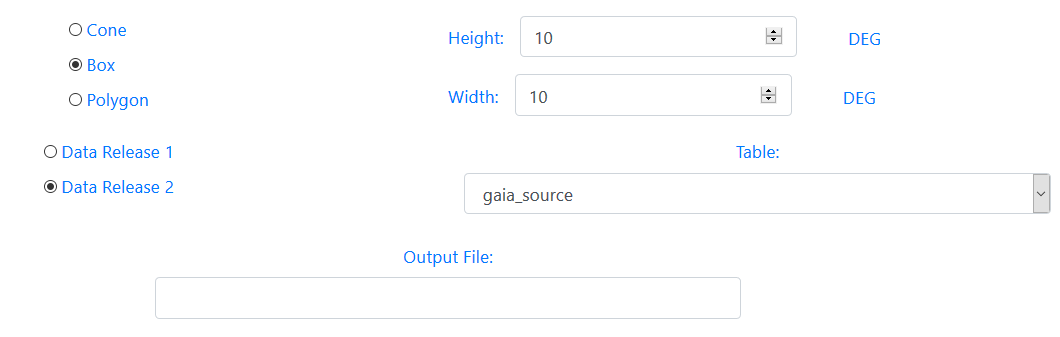 Cone
Height: 10 DEG
Box
Width: 10 DEG
Polygon
Data Release 1
Table:
Data Release 2
gaia_source
Output File: